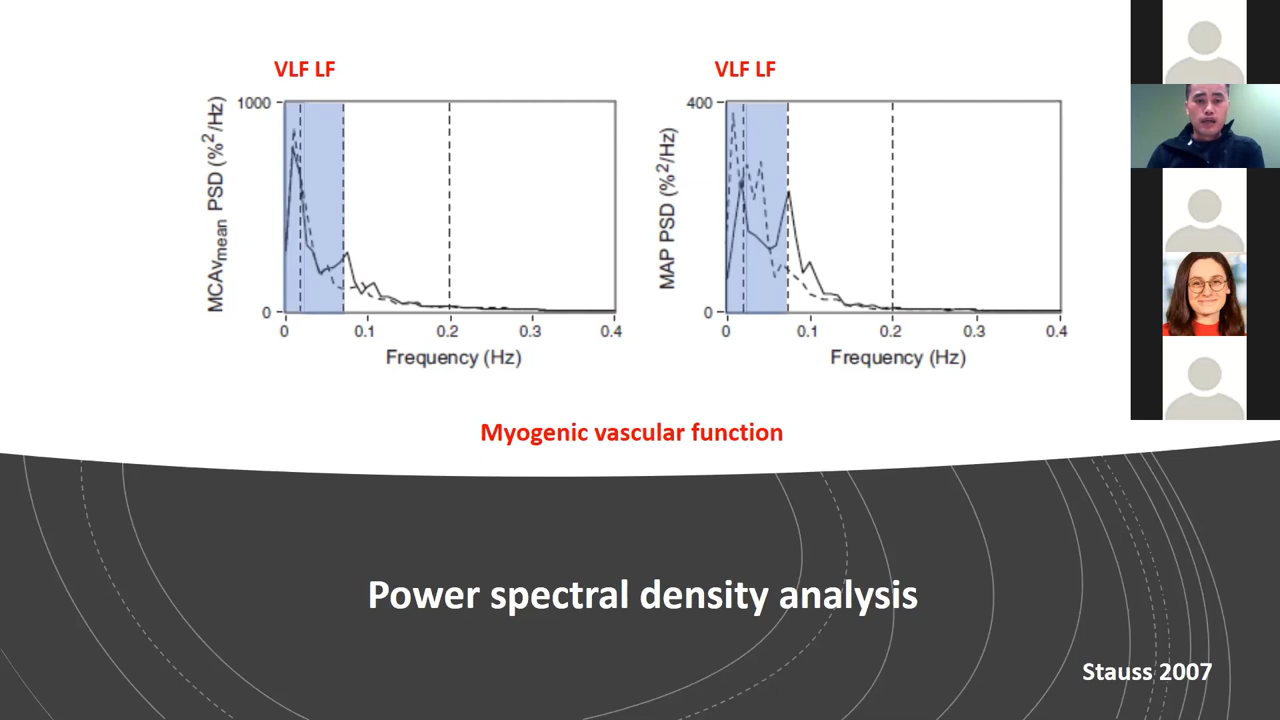 VLF LF
VLF LF
MCAvmean PSD (%²/Hz)
1000
0
0 0.1 0.2 0.3 0.4
Frequency (Hz)
MAP PSD (%²/Hz)
400
0
0 0.1 0.2 0.3 0.4
Frequency (Hz)
Myogenic vascular function
Power spectral density analysis
Stauss 2007